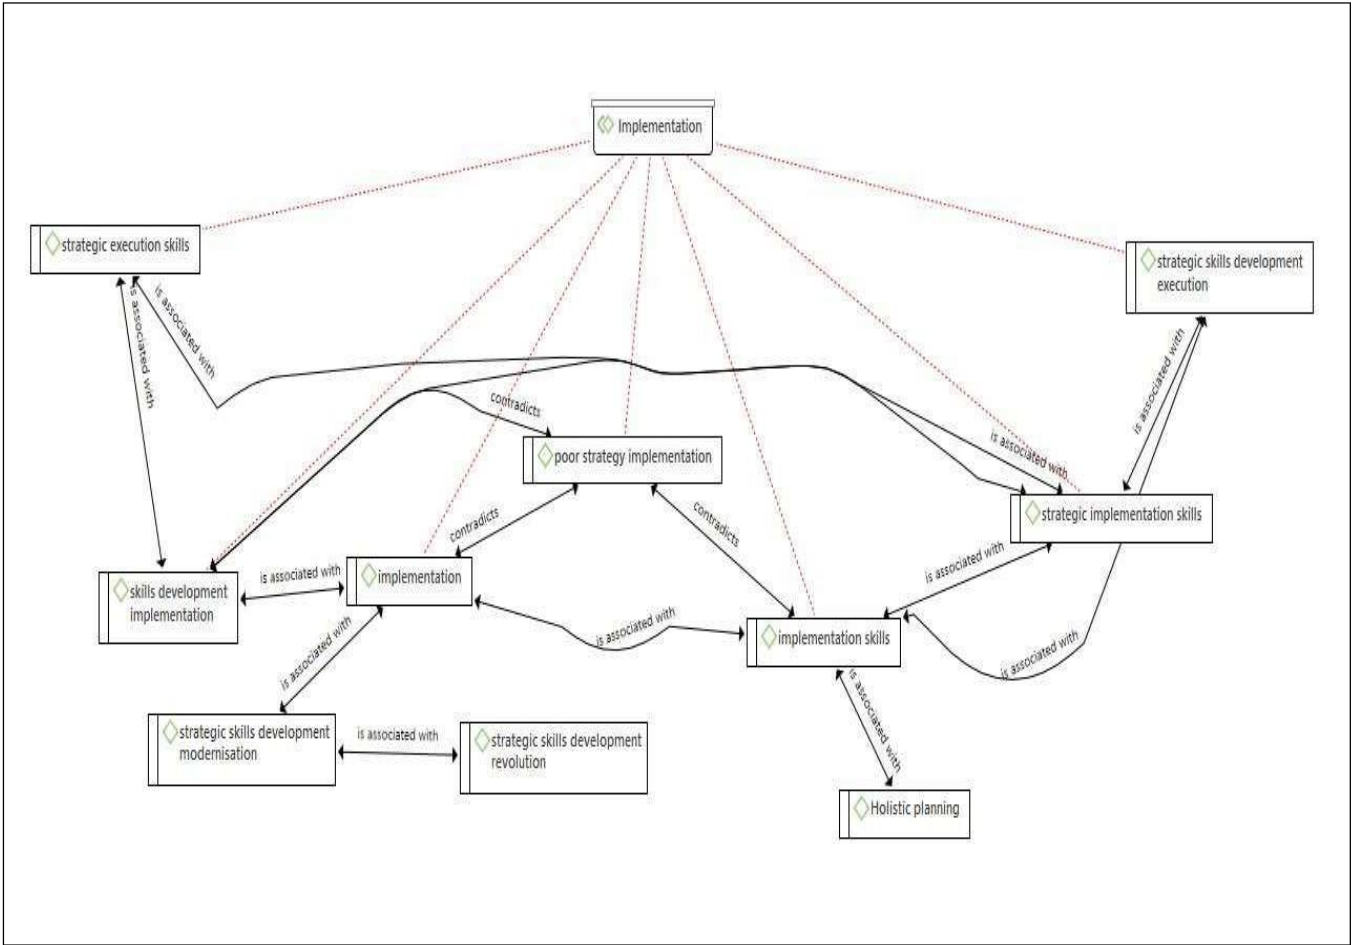 Implementation
strategic execution skills
strategic skills development
execution
is associated with
is associated with
is associated with
contradicts
poor strategy implementation
is associated with
strategic implementation skills
contradicts
contradicts
is associated with
is associated with
implementation
skills development
implementation
is associated with
implementation skills
is associated with
is associated with
is associated with
strategic skills development
modernisation
is associated with
strategic skills development
revolution
Holistic planning